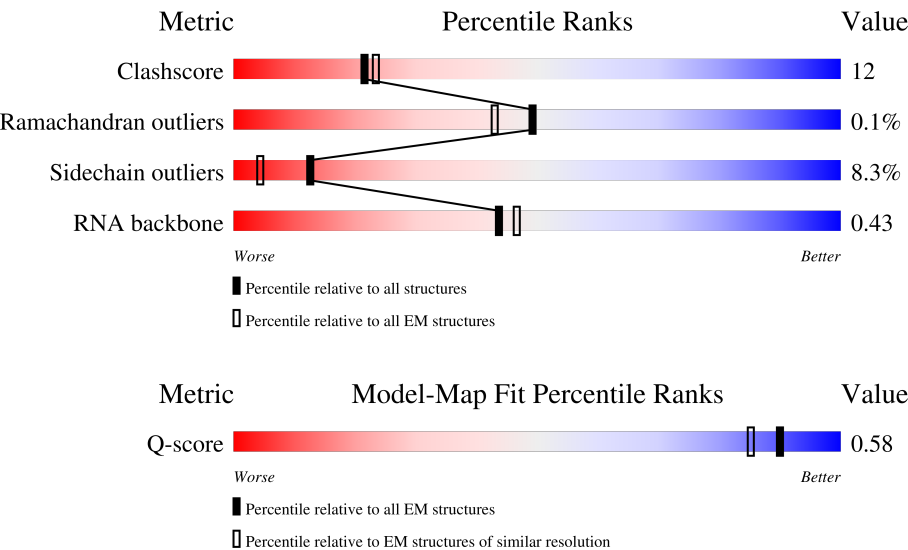 Metric Percentile Ranks Value
Clashscore 12
Ramachandran outliers 0.1%
Sidechain outliers 8.3%
RNA backbone 0.43
Worse Better
Percentile relative to all structures
Percentile relative to all EM structures
Metric Model-Map Fit Percentile Ranks Value
Q-score 0.58
Worse Better
Percentile relative to all EM structures
Percentile relative to EM structures of similar resolution